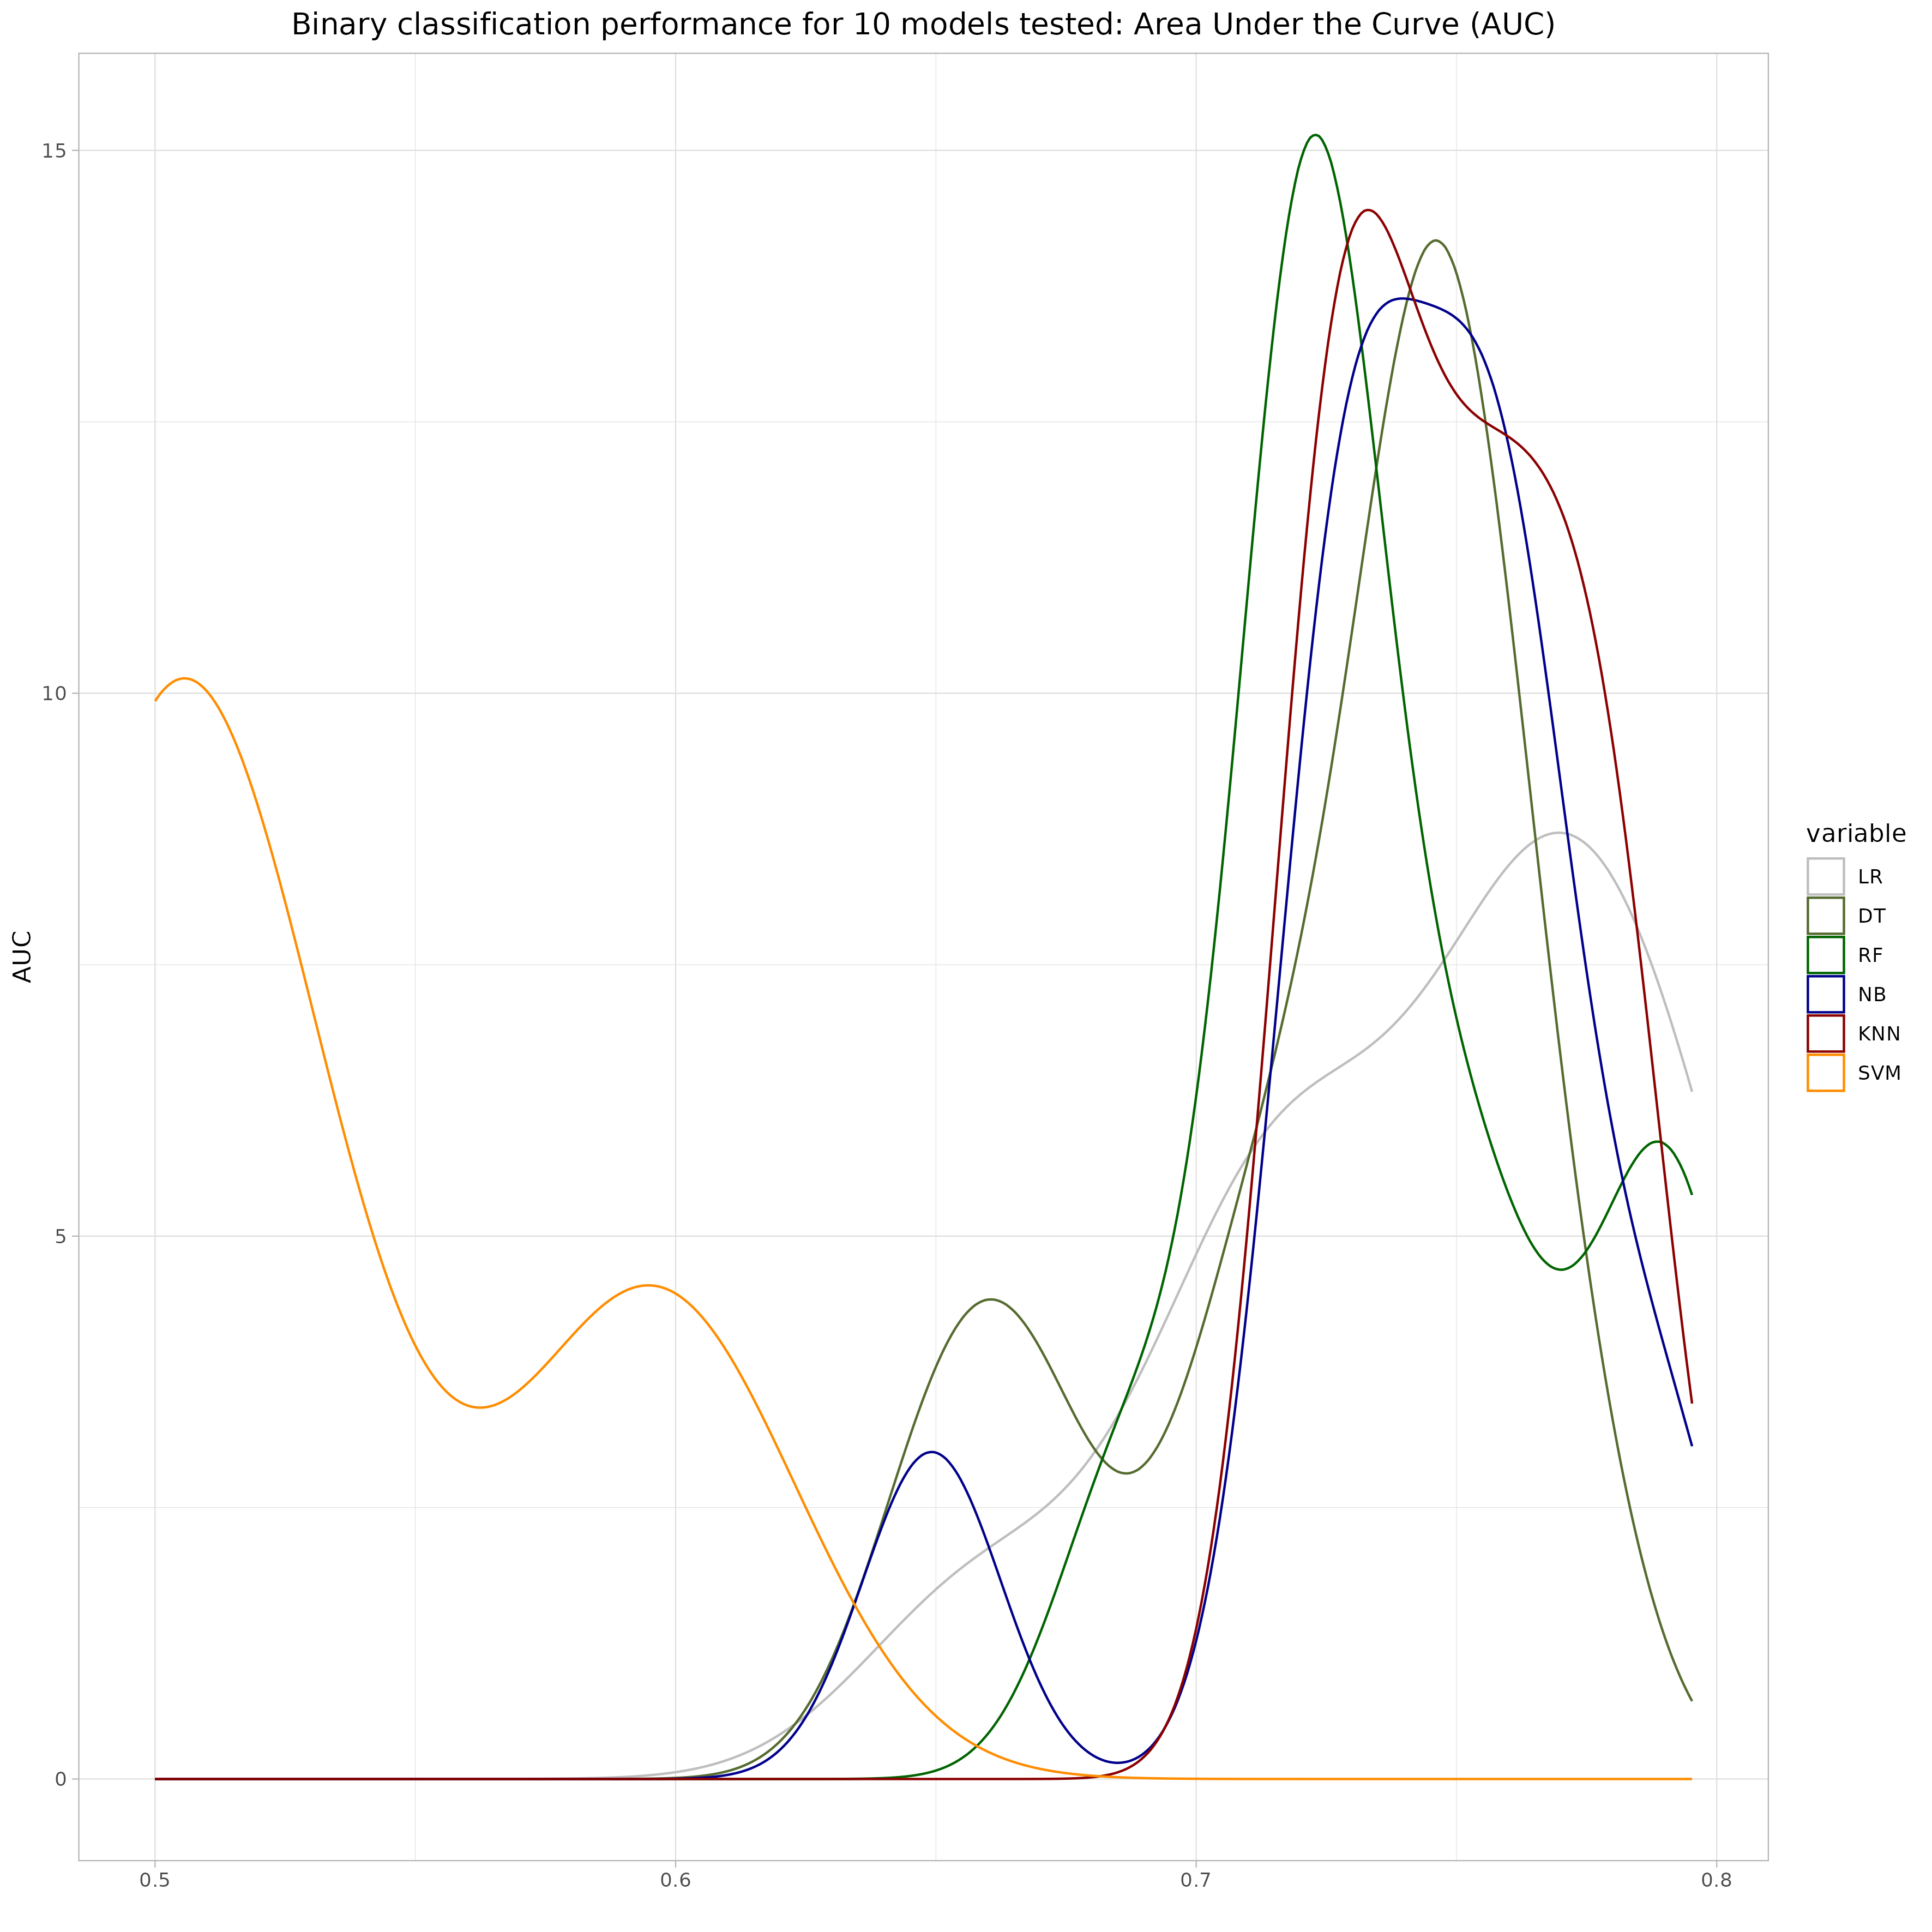 Binary classification performance for 10 models tested: Area Under the Curve (AUC)
15
10
5
0
AUC
0.5 0.6 0.7 0.8
variable
LR
DT
RF
NB
KNN
SVM